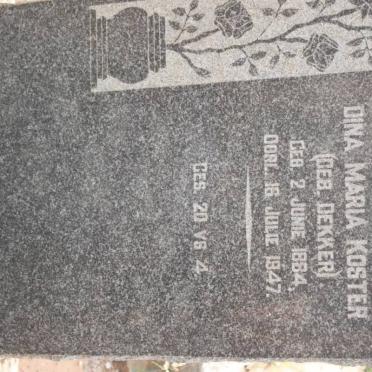 DINA MARIA KOSTER
(GEB. DEKKER)
GEB. 2 JUNIE 1884,
OORL. 16 JULIE 1947.
GES. 20 VS. 4.